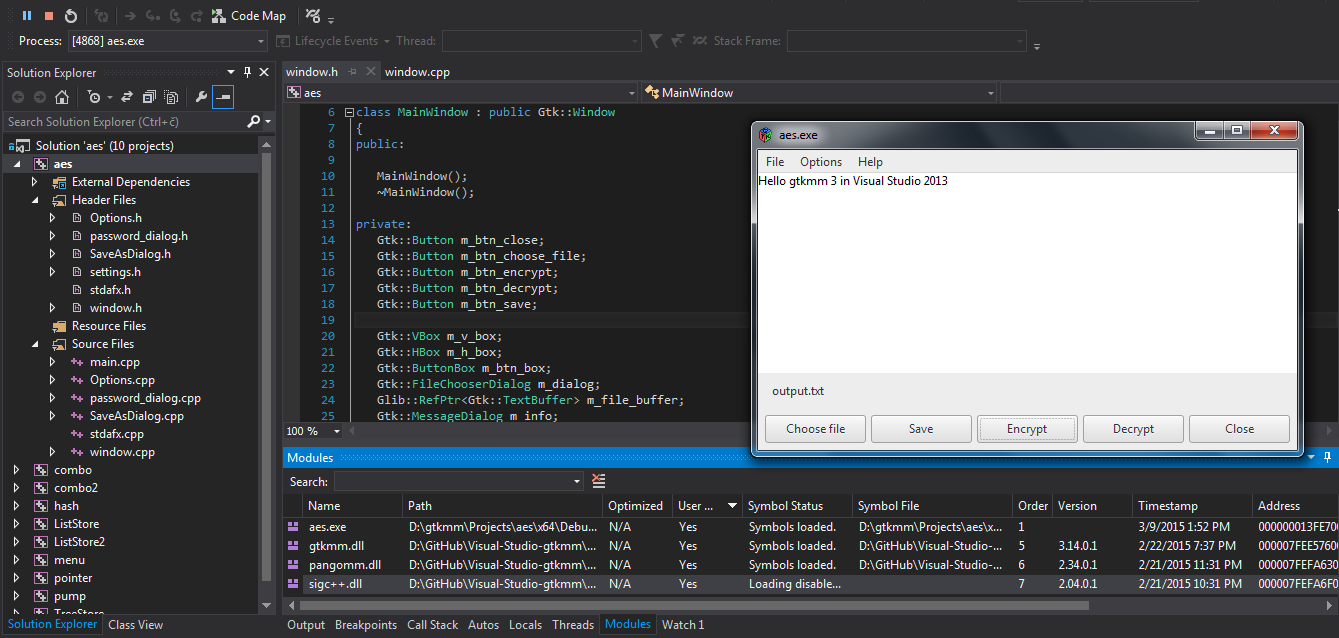 Code Map
Process: [4868] aes.exe Lifecycle Events Thread: Stack Frame:
Solution Explorer
Search Solution Explorer (Ctrl+č)
Solution 'aes' (10 projects)
aes
External Dependencies
Header Files
Options.h
password_dialog.h
SaveAsDialog.h
settings.h
stdafx.h
window.h
Resource Files
Source Files
main.cpp
Options.cpp
password_dialog.cpp
SaveAsDialog.cpp
stdafx.cpp
window.cpp
combo
combo2
hash
ListStore
ListStore2
menu
pointer
pump
TreeStore
Solution Explorer Class View
window.h window.cpp
aes MainWindow
6 class MainWindow : public Gtk::Window
7 {
8 public:
9
10 MainWindow();
11 ~MainWindow();
12
13 private:
14 Gtk::Button m_btn_close;
15 Gtk::Button m_btn_choose_file;
16 Gtk::Button m_btn_encrypt;
17 Gtk::Button m_btn_decrypt;
18 Gtk::Button m_btn_save;
19
20 Gtk::VBox m_v_box;
21 Gtk::HBox m_h_box;
22 Gtk::ButtonBox m_btn_box;
23 Gtk::FileChooserDialog m_dialog;
24 Glib::RefPtr<Gtk::TextBuffer> m_file_buffer;
25 Gtk::MessageDialog m_info;
100 %
aes.exe
File Options Help
Hello gtkmm 3 in Visual Studio 2013
output.txt
Choose file Save Encrypt Decrypt Close
Modules
Search:
Name Path Optimized User ... Symbol Status Symbol File Order Version Timestamp Address
aes.exe D:\gtkmm\Projects\aes\x64\Debu... N/A Yes Symbols loaded. D:\gtkmm\Projects\aes\x... 1 3/9/2015 1:52 PM 000000013FE700
gtkmm.dll D:\GitHub\Visual-Studio-gtkmm\... N/A Yes Symbols loaded. D:\GitHub\Visual-Studio-... 5 3.14.0.1 2/22/2015 7:37 PM 000007FEE57600
pangomm.dll D:\GitHub\Visual-Studio-gtkmm\... N/A Yes Symbols loaded. D:\GitHub\Visual-Studio-... 6 2.34.0.1 2/21/2015 11:31 PM 000007FEFA630
sigc++.dll D:\GitHub\Visual-Studio-gtkmm\... N/A Yes Loading disable... 7 2.04.0.1 2/21/2015 10:31 PM 000007FEFA6F0
Output Breakpoints Call Stack Autos Locals Threads Modules Watch 1